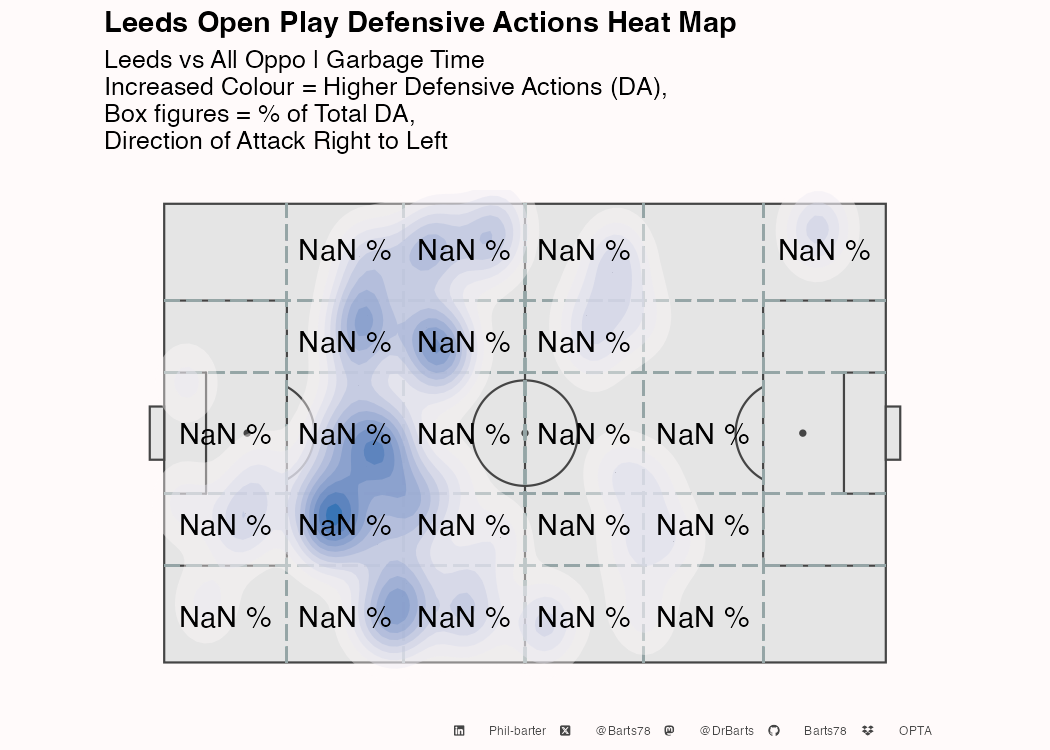 Leeds Open Play Defensive Actions Heat Map
Leeds vs All Oppo | Garbage Time
Increased Colour = Higher Defensive Actions (DA),
Box figures = % of Total DA,
Direction of Attack Right to Left
NaN % NaN % NaN % NaN %
NaN % NaN % NaN %
NaN % NaN % NaN % NaN % NaN %
NaN % NaN % NaN % NaN % NaN %
NaN % NaN % NaN % NaN % NaN %
Phil-barter @Barts78 @DrBarts Barts78 OPTA